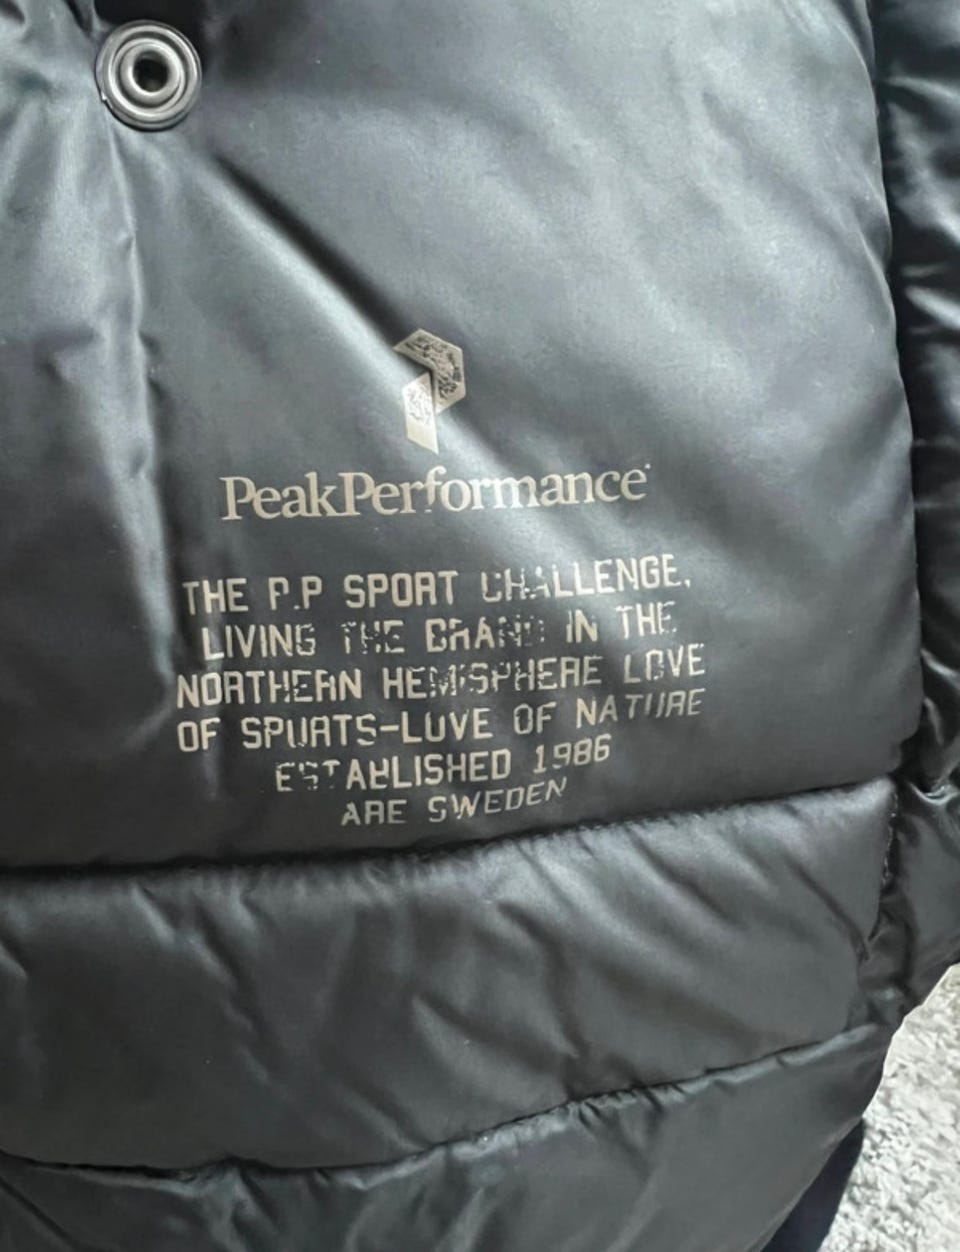 PeakPerformance
THE P.P SPORT CHALLENGE,
LIVING THE GRAND IN THE
NORTHERN HEMISPHERE LOVE
OF SPORTS-LOVE OF NATURE
ESTABLISHED 1986
ARE SWEDEN